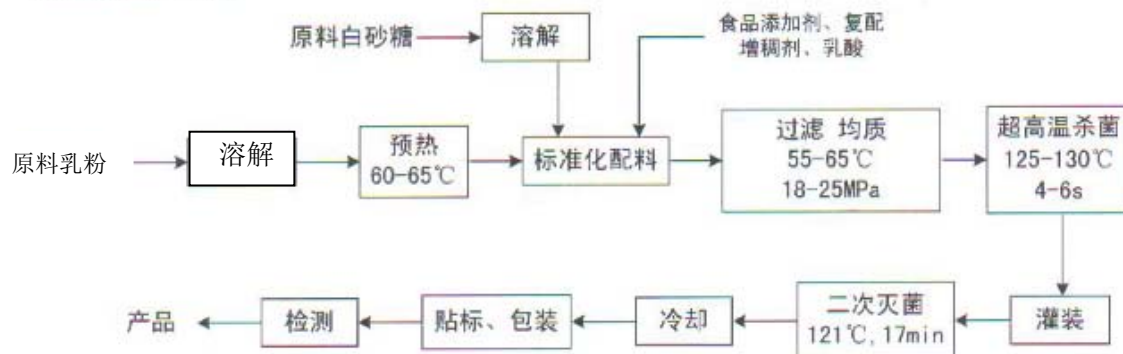 原料白砂糖
溶解
食品添加剂、复配
增稠剂、乳酸
原料乳粉
溶解
预热
60-65℃
标准化配料
过滤 均质
55-65℃
18-25MPa
超高温杀菌
125-130℃
4-6s
灌装
二次灭菌
121℃, 17min
冷却
贴标、包装
检测
产品